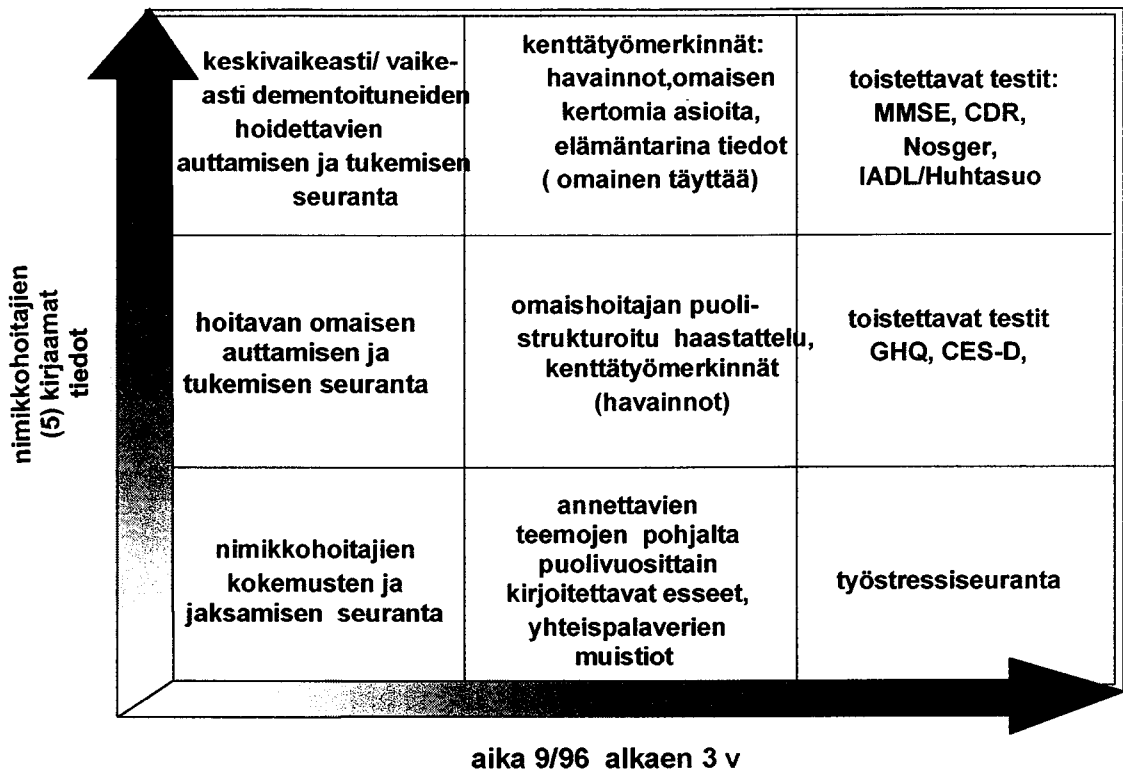 keskivaikeasti/ vaike-
asti dementoituneiden
hoidettavien
auttamisen ja tukemisen
seuranta
kenttätyömerkinnät:
havainnot,omaisen
kertomia asioita,
elämäntarina tiedot
( omainen täyttää)
toistettavat testit:
MMSE, CDR,
Nosger,
IADL/Huhtasuo
nimikkohoitajien
(5) kirjaamat
tiedot
hoitavan omaisen
auttamisen ja
tukemisen seuranta
omaishoitajan puoli-
strukturoitu haastattelu,
kenttätyömerkinnät
(havainnot)
toistettavat testit
GHQ, CES-D,
nimikkohoitajien
kokemusten ja
jaksamisen seuranta
annettavien
teemojen pohjalta
puolivuosittain
kirjoitettavat esseet,
yhteispalaverien
muistiot
työstressiseuranta
aika 9/96 alkaen 3 v